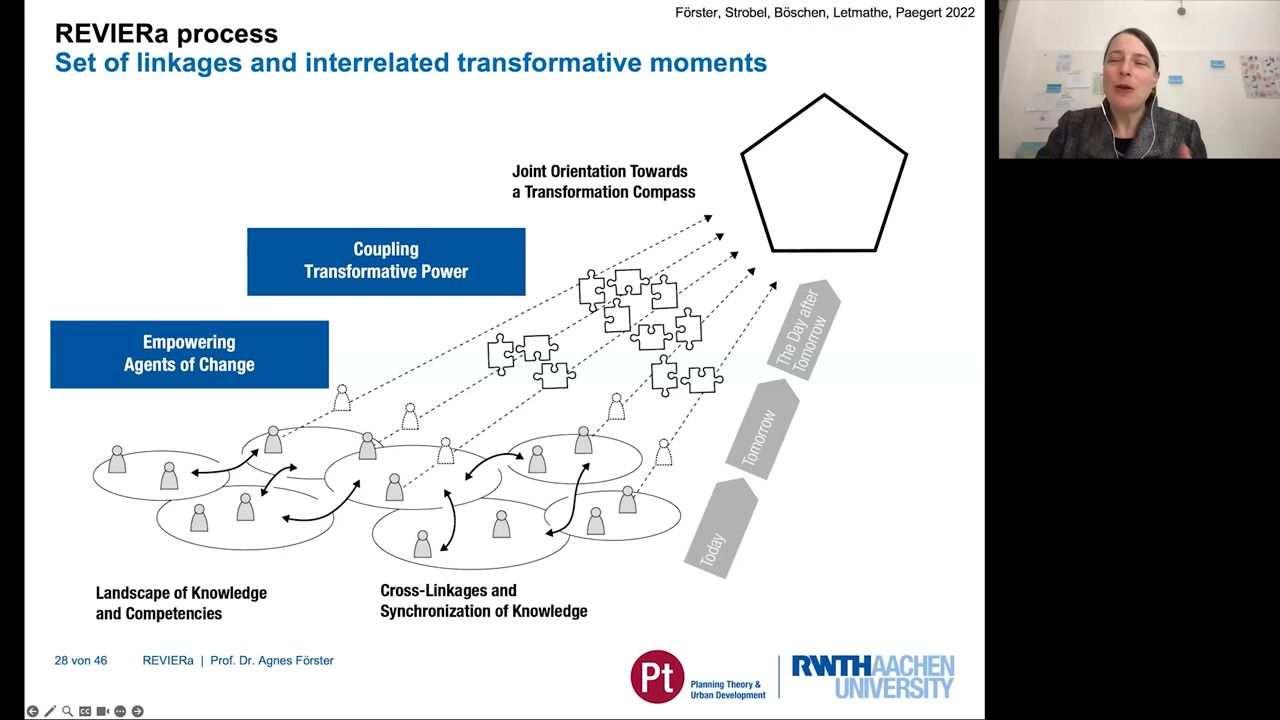 Förster, Strobel, Böschen, Letmathe, Paegert 2022
REVIERa process
Set of linkages and interrelated transformative moments
Joint Orientation Towards
a Transformation Compass
Coupling
Transformative Power
Empowering
Agents of Change
The Day after
Tomorrow
Tomorrow
Today
Landscape of Knowledge
and Competencies
Cross-Linkages and
Synchronization of Knowledge
28 von 46
REVIERa | Prof. Dr. Agnes Förster
Pt
Planning Theory &
Urban Development
RWTHAACHEN
UNIVERSITY